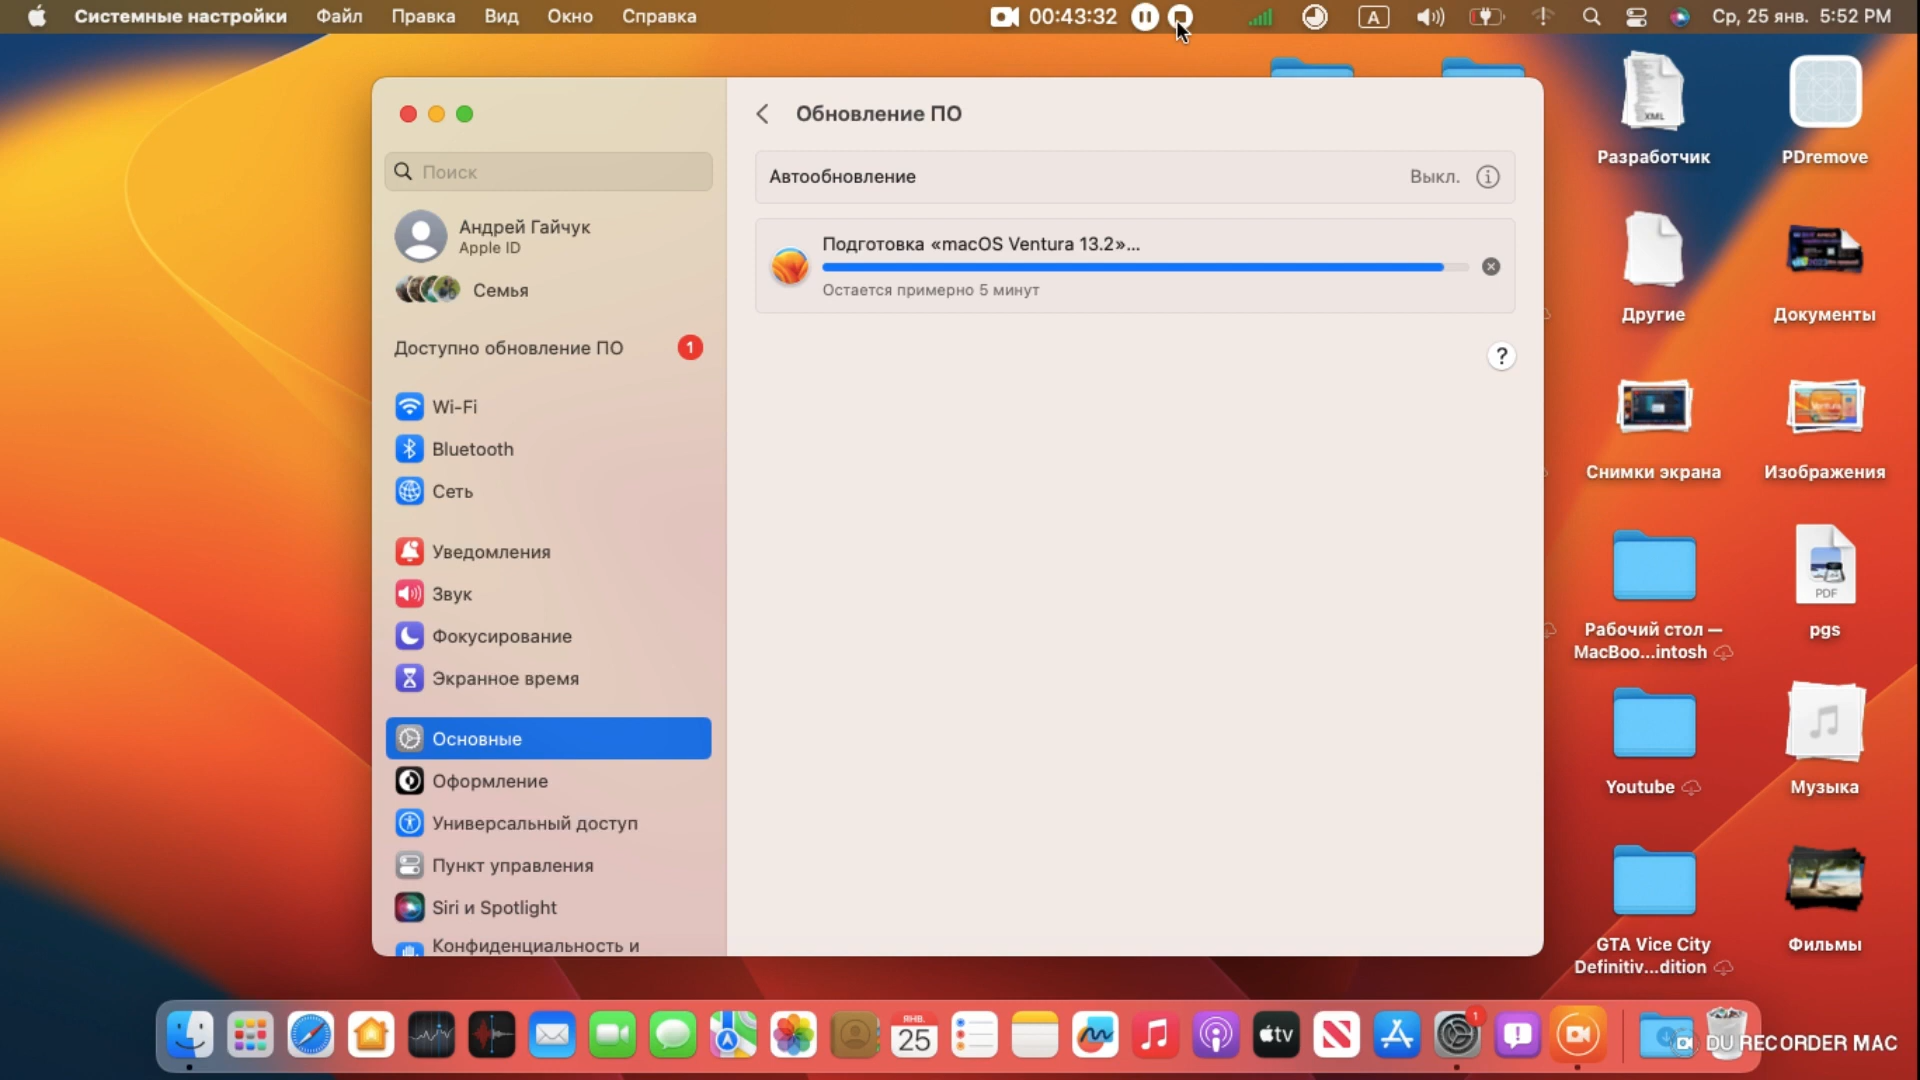 Системные настройки Файл Правка Вид Окно Справка 00:43:32 A Ср, 25 янв. 5:52 PM
Обновление ПО
Поиск
Автообновление Выкл.
Андрей Гайчук
Apple ID
Семья
Подготовка «macOS Ventura 13.2»...
Остается примерно 5 минут
?
Доступно обновление ПО 1
Wi-Fi
Bluetooth
Сеть
Уведомления
Звук
Фокусирование
Экранное время
Основные
Оформление
Универсальный доступ
Пункт управления
Siri и Spotlight
Конфиденциальность и
XML
Разработчик
PDremove
Другие
Документы
Снимки экрана
Изображения
Рабочий стол —
MacBoo...intosh
PDF
pgs
Youtube
Музыка
GTA Vice City
Definitiv...dition
Фильмы
ЯНВ.
25
tv
1
DU RECORDER MAC